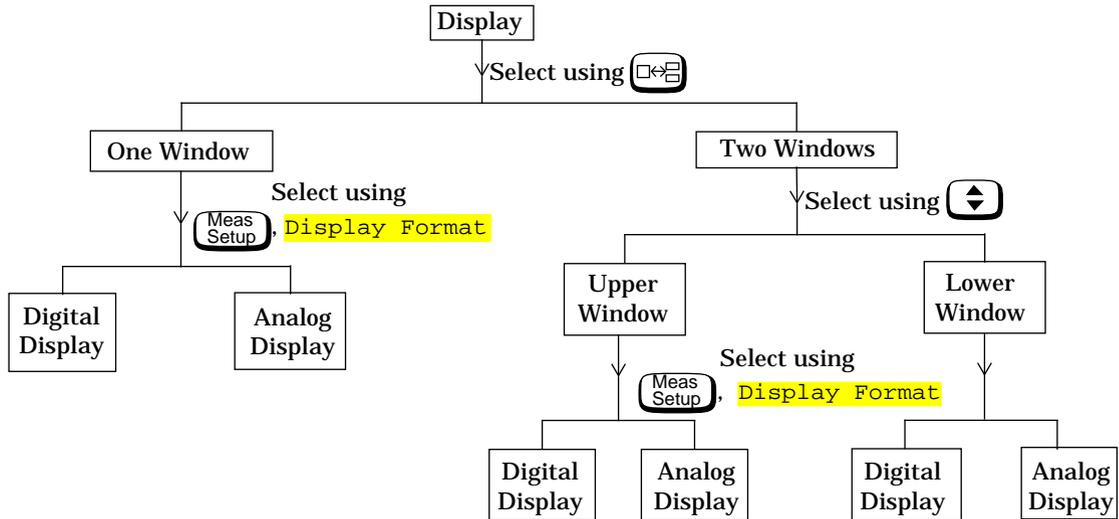 Display
Select using
One Window
Two Windows
Select using
Meas
Setup
, Display Format
Select using
Digital
Display
Analog
Display
Upper
Window
Lower
Window
Select using
Meas
Setup
, Display Format
Digital
Display
Analog
Display
Digital
Display
Analog
Display